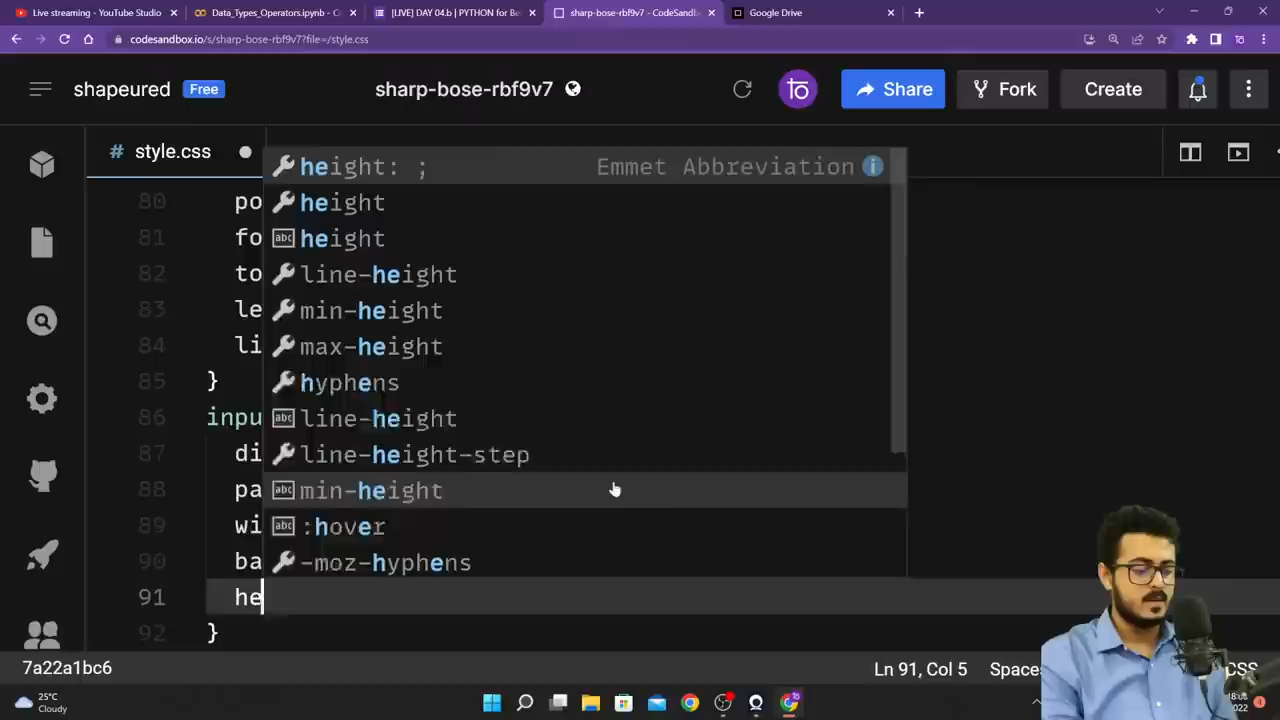 [LIVE] Live streaming - YouTube Studio
Data_Types_Operators.ipynb - C
[LIVE] DAY 04.b | PYTHON for Be
sharp-bose-rbf9v7 - CodeSandb
Google Drive
codesandbox.io/s/sharp-bose-rbf9v7?file=/style.css
shapeured Free
sharp-bose-rbf9v7
Share
Fork
Create
# style.css
height: ; Emmet Abbreviation
80 po
height
81 fo
height
82 to
line-height
83 le
min-height
84 li
max-height
85 }
hyphens
86 inpu
line-height
87 di
line-height-step
88 pa
min-height
89 wi
:hover
90 ba
-moz-hyphens
91 he
92 }
7a22a1bc6
Ln 91, Col 5
Spaces
CSS
25°C
Cloudy
2022